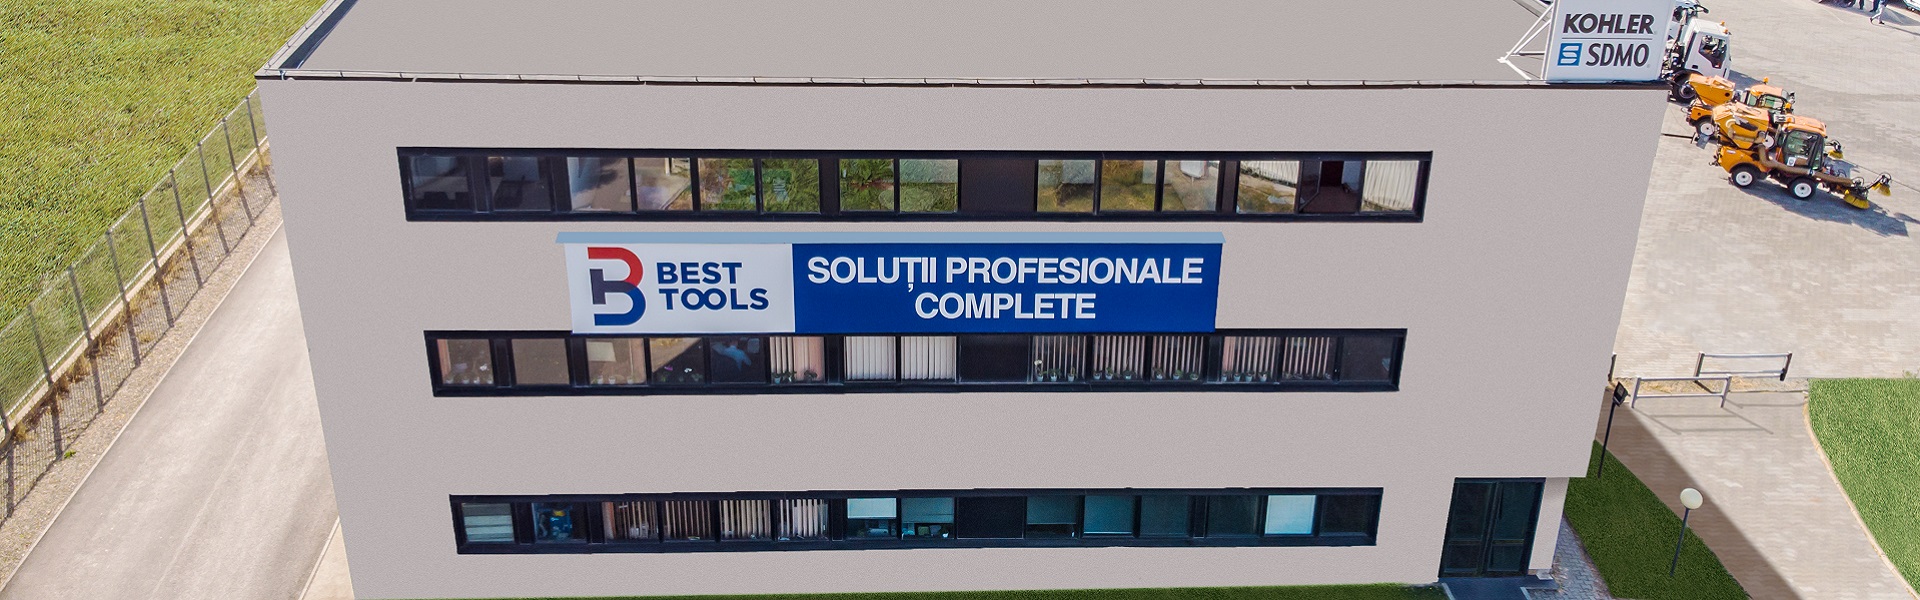 KOHLER
SDMO
BEST
TOOLS
SOLUȚII PROFESIONALE
COMPLETE